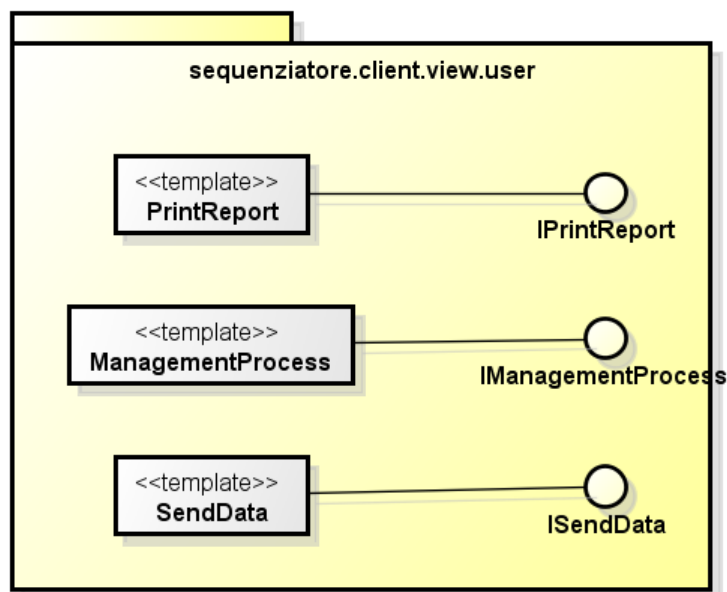 sequenziatore.client.view.user
<<template>>
PrintReport
IPrintReport
<<template>>
ManagementProcess
IManagementProcess
<<template>>
SendData
ISendData